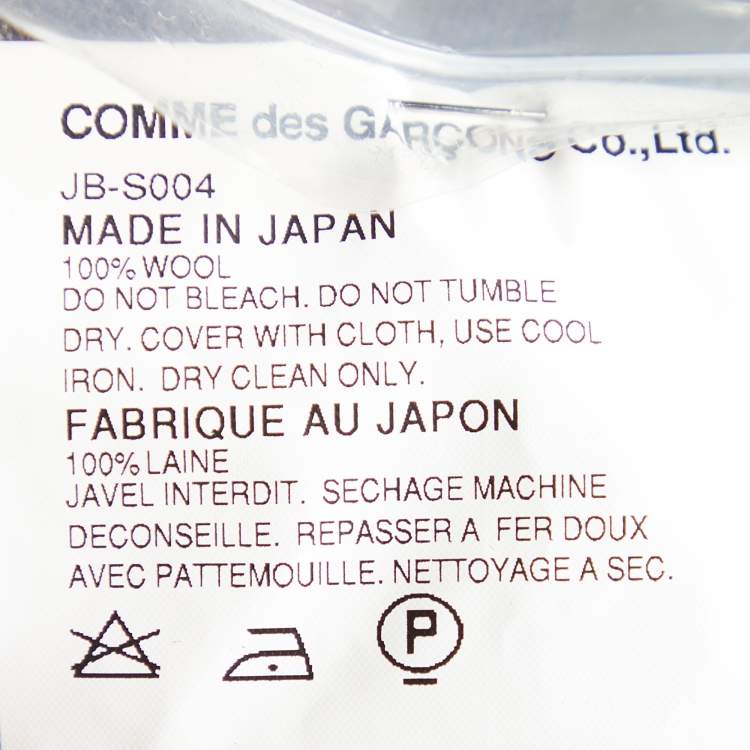 COMME des GARÇONS Co.,Ltd.
JB-S004
MADE IN JAPAN
100% WOOL
DO NOT BLEACH. DO NOT TUMBLE
DRY. COVER WITH CLOTH, USE COOL
IRON. DRY CLEAN ONLY.
FABRIQUE AU JAPON
100% LAINE
JAVEL INTERDIT. SECHAGE MACHINE
DECONSEILLE. REPASSER A FER DOUX
AVEC PATTEMOUILLE. NETTOYAGE A SEC.
P